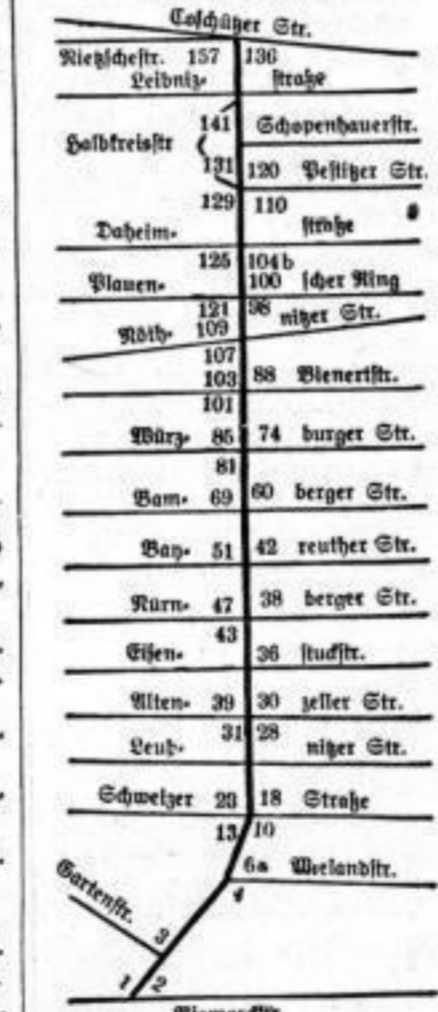 Coschützer Str.
Nietzschestr. 157 136
Leibniz- straße
141 Schopenhauerstr.
Halbkreisstr
131 120 Pestitzer Str.
129 110
Daheim- straße
125 104b
Plauen- 100 scher Ring
121 98 nitzer Str.
Nöth- 109
107
103 88 Bienertstr.
101
Würz- 85 74 burger Str.
81
Bam- 69 60 berger Str.
Bay- 51 42 reuther Str.
Nürn- 47 38 berger Str.
43
Eisen- 36 stuckstr.
Alten- 39 30 zeller Str.
31 28
Leub- nitzer Str.
Schweizer 20 18 Straße
13 10
6a Wielandstr.
4
Gartenstr. 3
1 2
Bismarckstr.